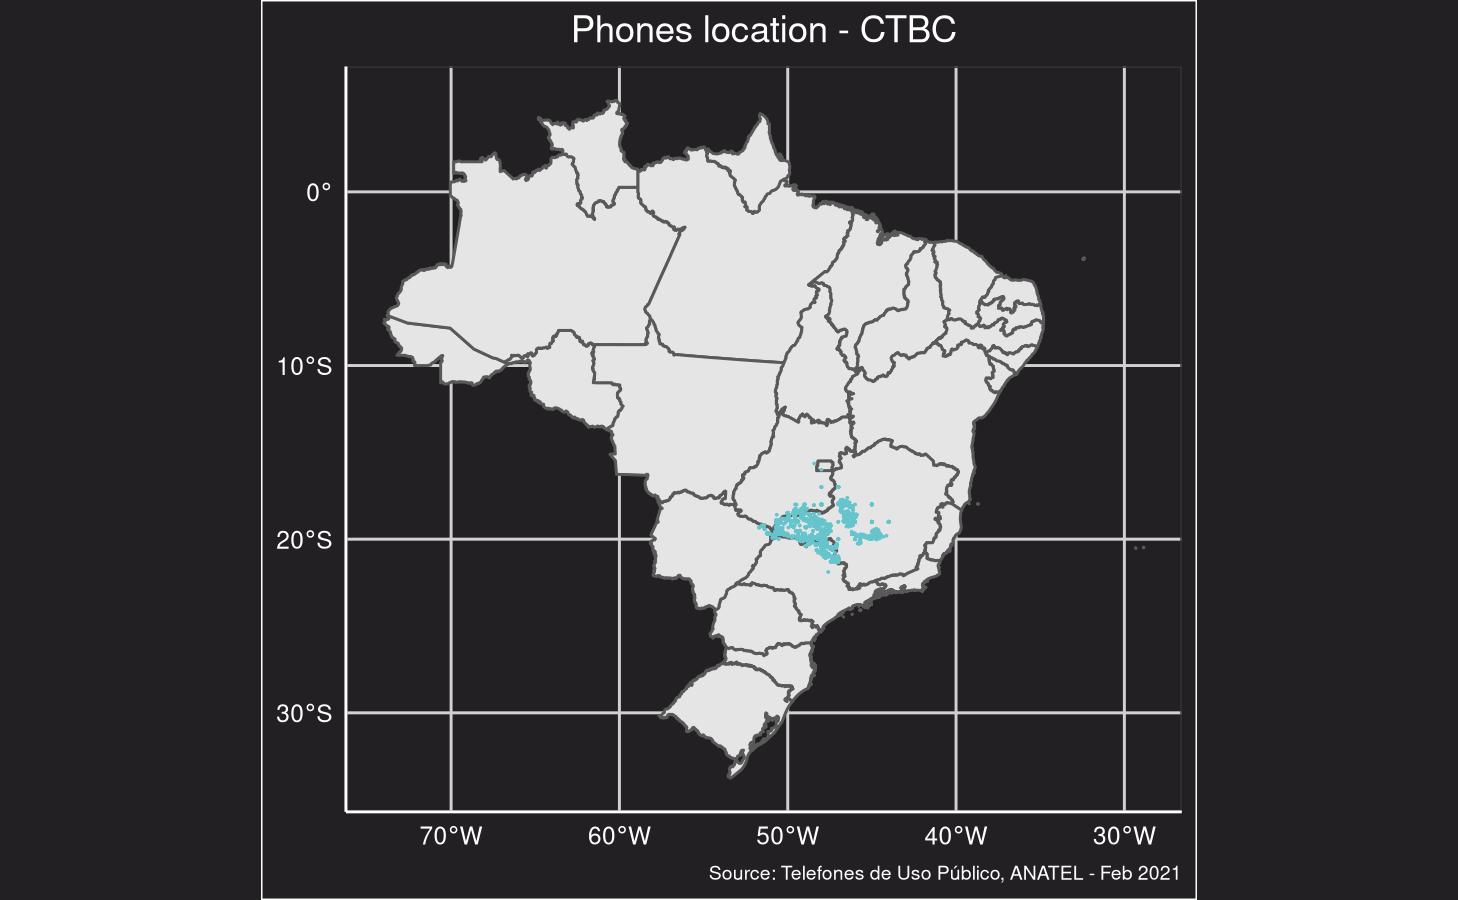 Phones location - CTBC
0°
10°S
20°S
30°S
70°W 60°W 50°W 40°W 30°W
Source: Telefones de Uso Público, ANATEL - Feb 2021